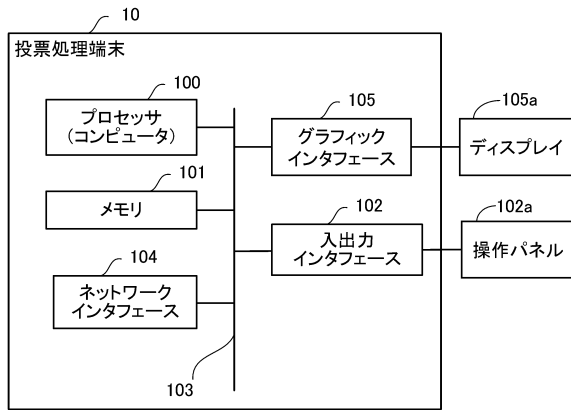 10
投票処理端末
100
プロセッサ
(コンピュータ)
101
メモリ
104
ネットワーク
インタフェース
103
105
グラフィック
インタフェース
102
入出力
インタフェース
105a
ディスプレイ
102a
操作パネル